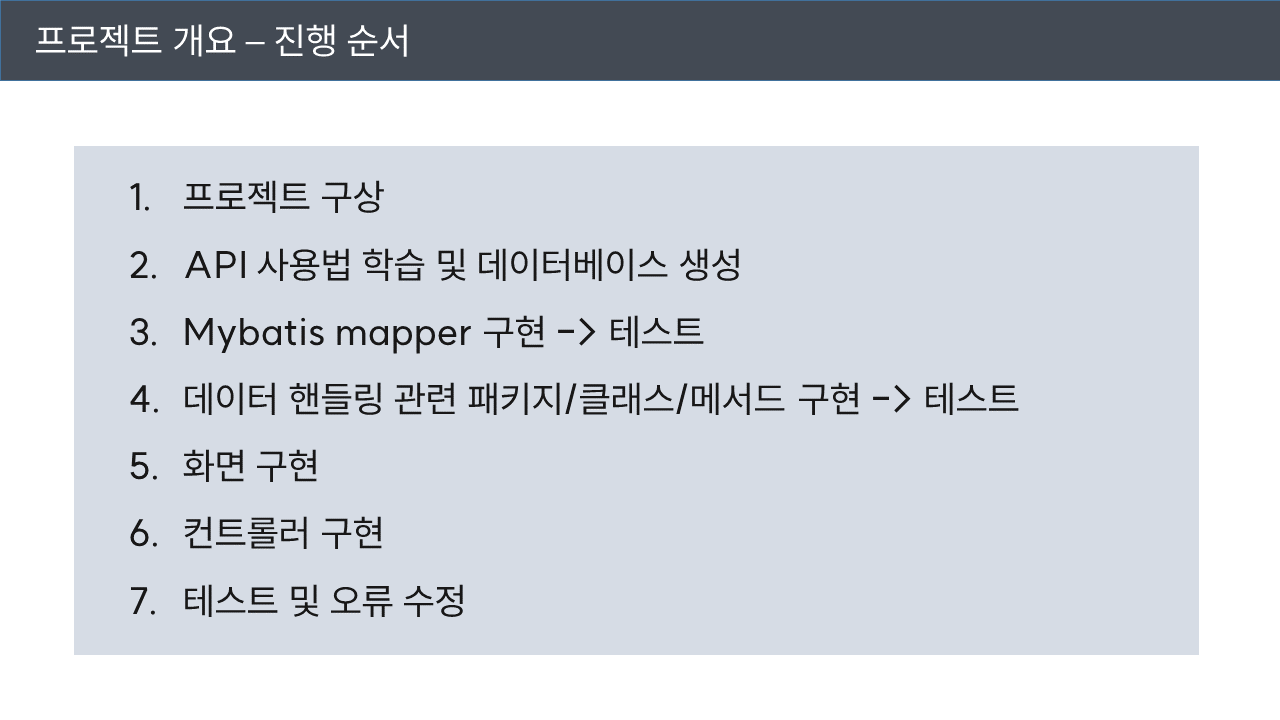 프로젝트 개요 – 진행 순서
1. 프로젝트 구상
2. API 사용법 학습 및 데이터베이스 생성
3. Mybatis mapper 구현 -> 테스트
4. 데이터 핸들링 관련 패키지/클래스/메서드 구현 -> 테스트
5. 화면 구현
6. 컨트롤러 구현
7. 테스트 및 오류 수정